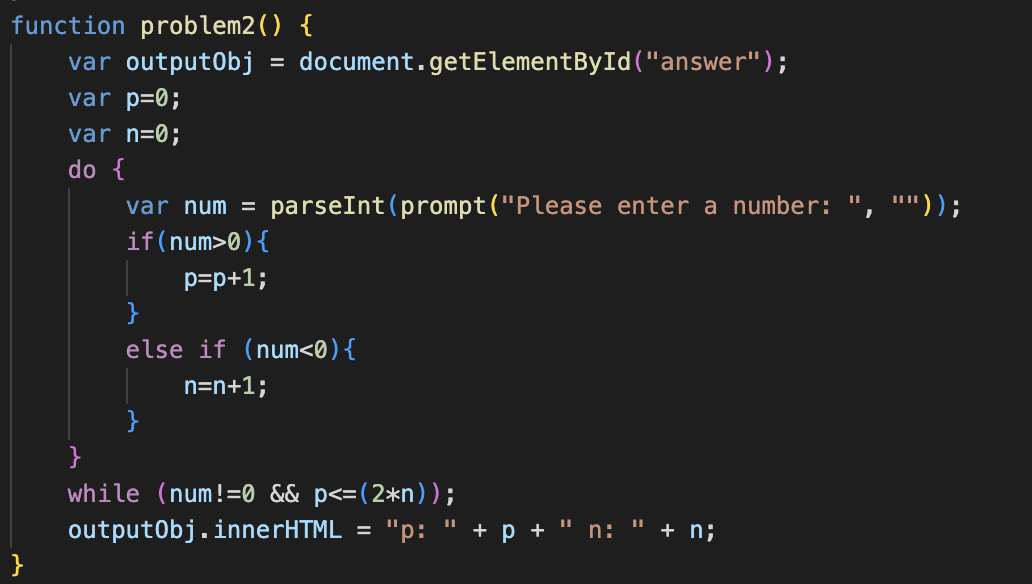 function problem2() {
    var outputObj = document.getElementById("answer");
    var p=0;
    var n=0;
    do {
        var num = parseInt(prompt("Please enter a number: ", ""));
        if(num>0){
            p=p+1;
        }
        else if (num<0){
            n=n+1;
        }
    }
    while (num!=0 && p<=(2*n));
    outputObj.innerHTML = "p: " + p + " n: " + n;
}